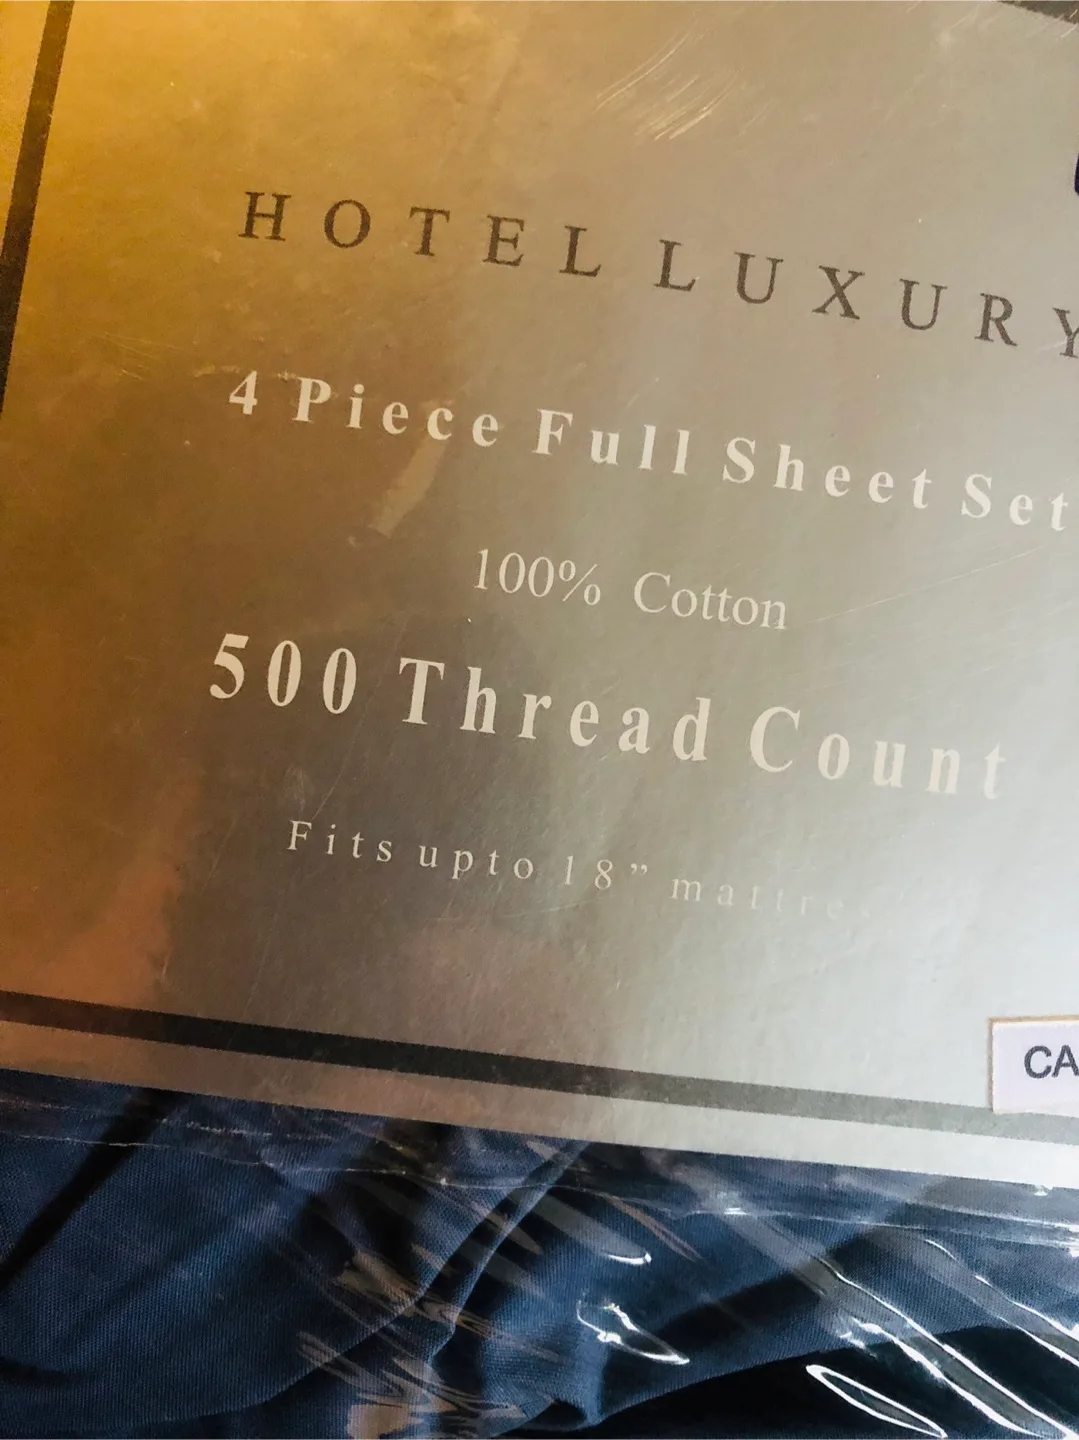 HOTEL LUXURY
4 Piece Full Sheet Set
100% Cotton
500 Thread Count
Fits upto 18”
CA